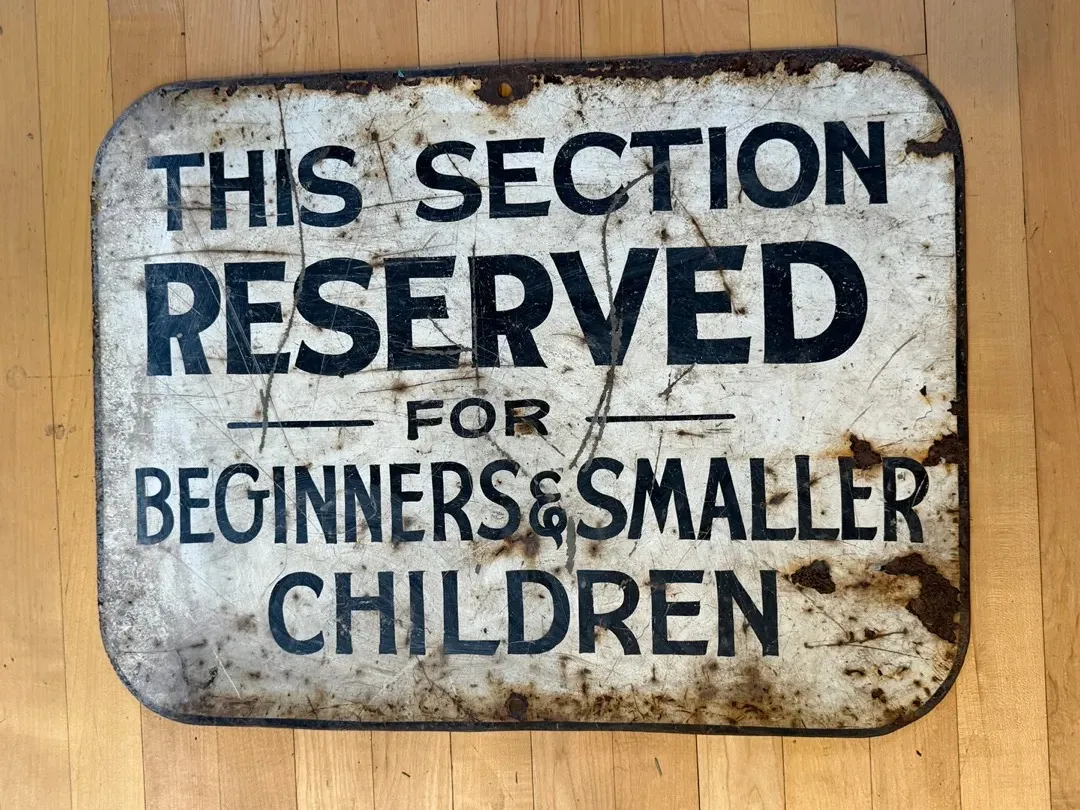 THIS SECTION
RESERVED
FOR
BEGINNERS & SMALLER
CHILDREN